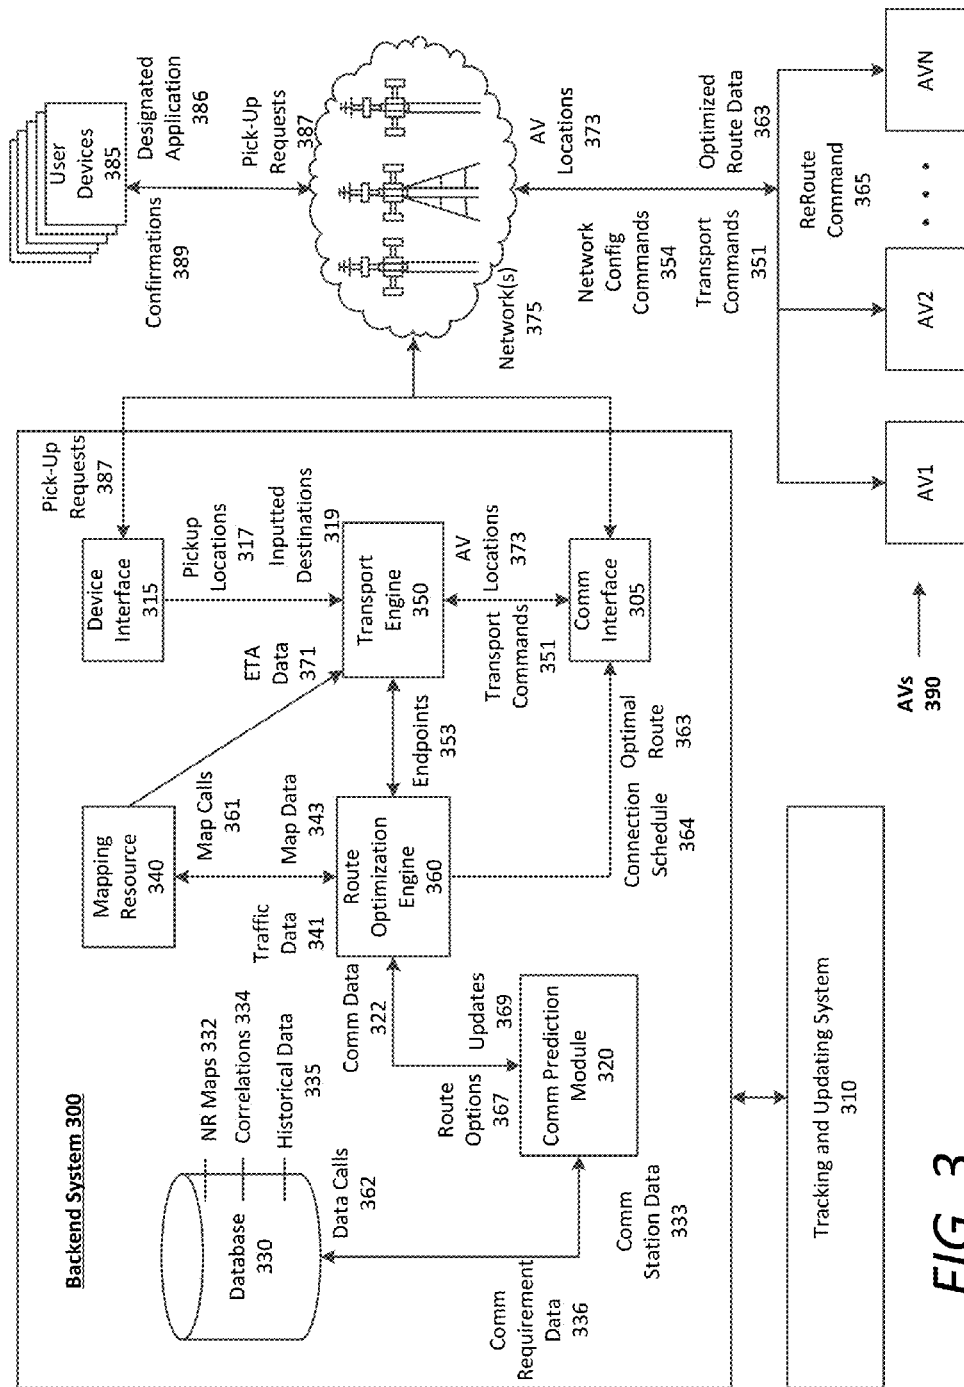 Backend System 300
Database
330
NR Maps 332
Correlations 334
Historical Data
335
Data Calls
362
Comm
Requirement
Data
336
Comm
Station Data
333
Comm Prediction
Module
320
Route
Options
367
Updates
369
Comm Data
322
Mapping
Resource
340
Traffic
Data
341
Map Calls
361
Map Data
343
Route
Optimization
Engine
360
ETA
Data
371
Endpoints
353
Connection
Schedule
364
Optimal
Route
363
Device
Interface
315
Pick-Up
Requests
387
Pickup
Locations
317
Inputted
Destinations
319
Transport
Engine
350
Transport
Commands
351
AV
Locations
373
Comm
Interface
305
User
Devices
385
Confirmations
389
Designated
Application
386
Pick-Up
Requests
387
Network(s)
375
AV
Locations
373
Network
Config
Commands
354
Transport
Commands
351
Optimized
Route Data
363
ReRoute
Command
365
AV1
AV2
AVN
AVs
390
Tracking and Updating System
310
FIG. 3